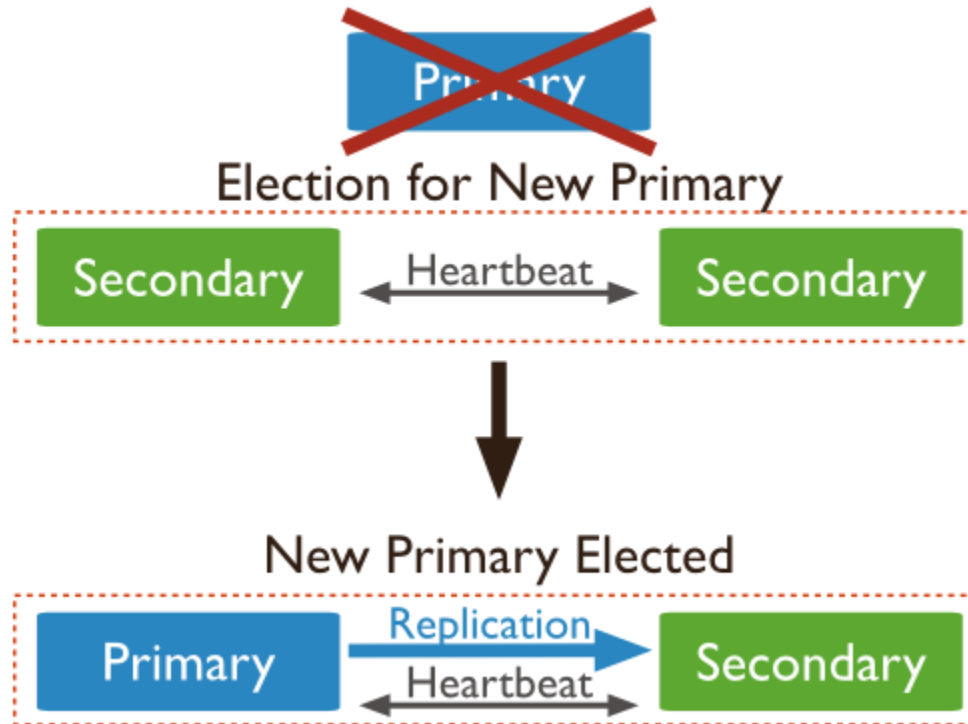 Primary
Election for New Primary
Secondary
Heartbeat
Secondary
New Primary Elected
Primary
Replication
Heartbeat
Secondary